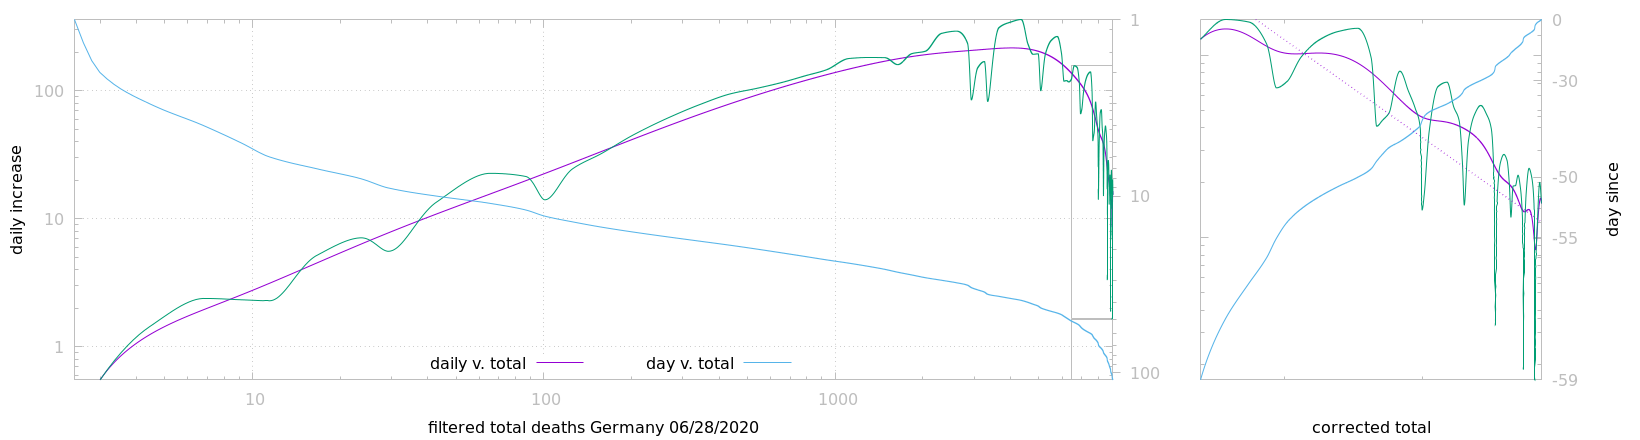 daily increase
100
10
1
daily v. total
day v. total
10
100
1000
filtered total deaths Germany 06/28/2020
1
10
100
0
-30
-50
-55
-59
day since
corrected total